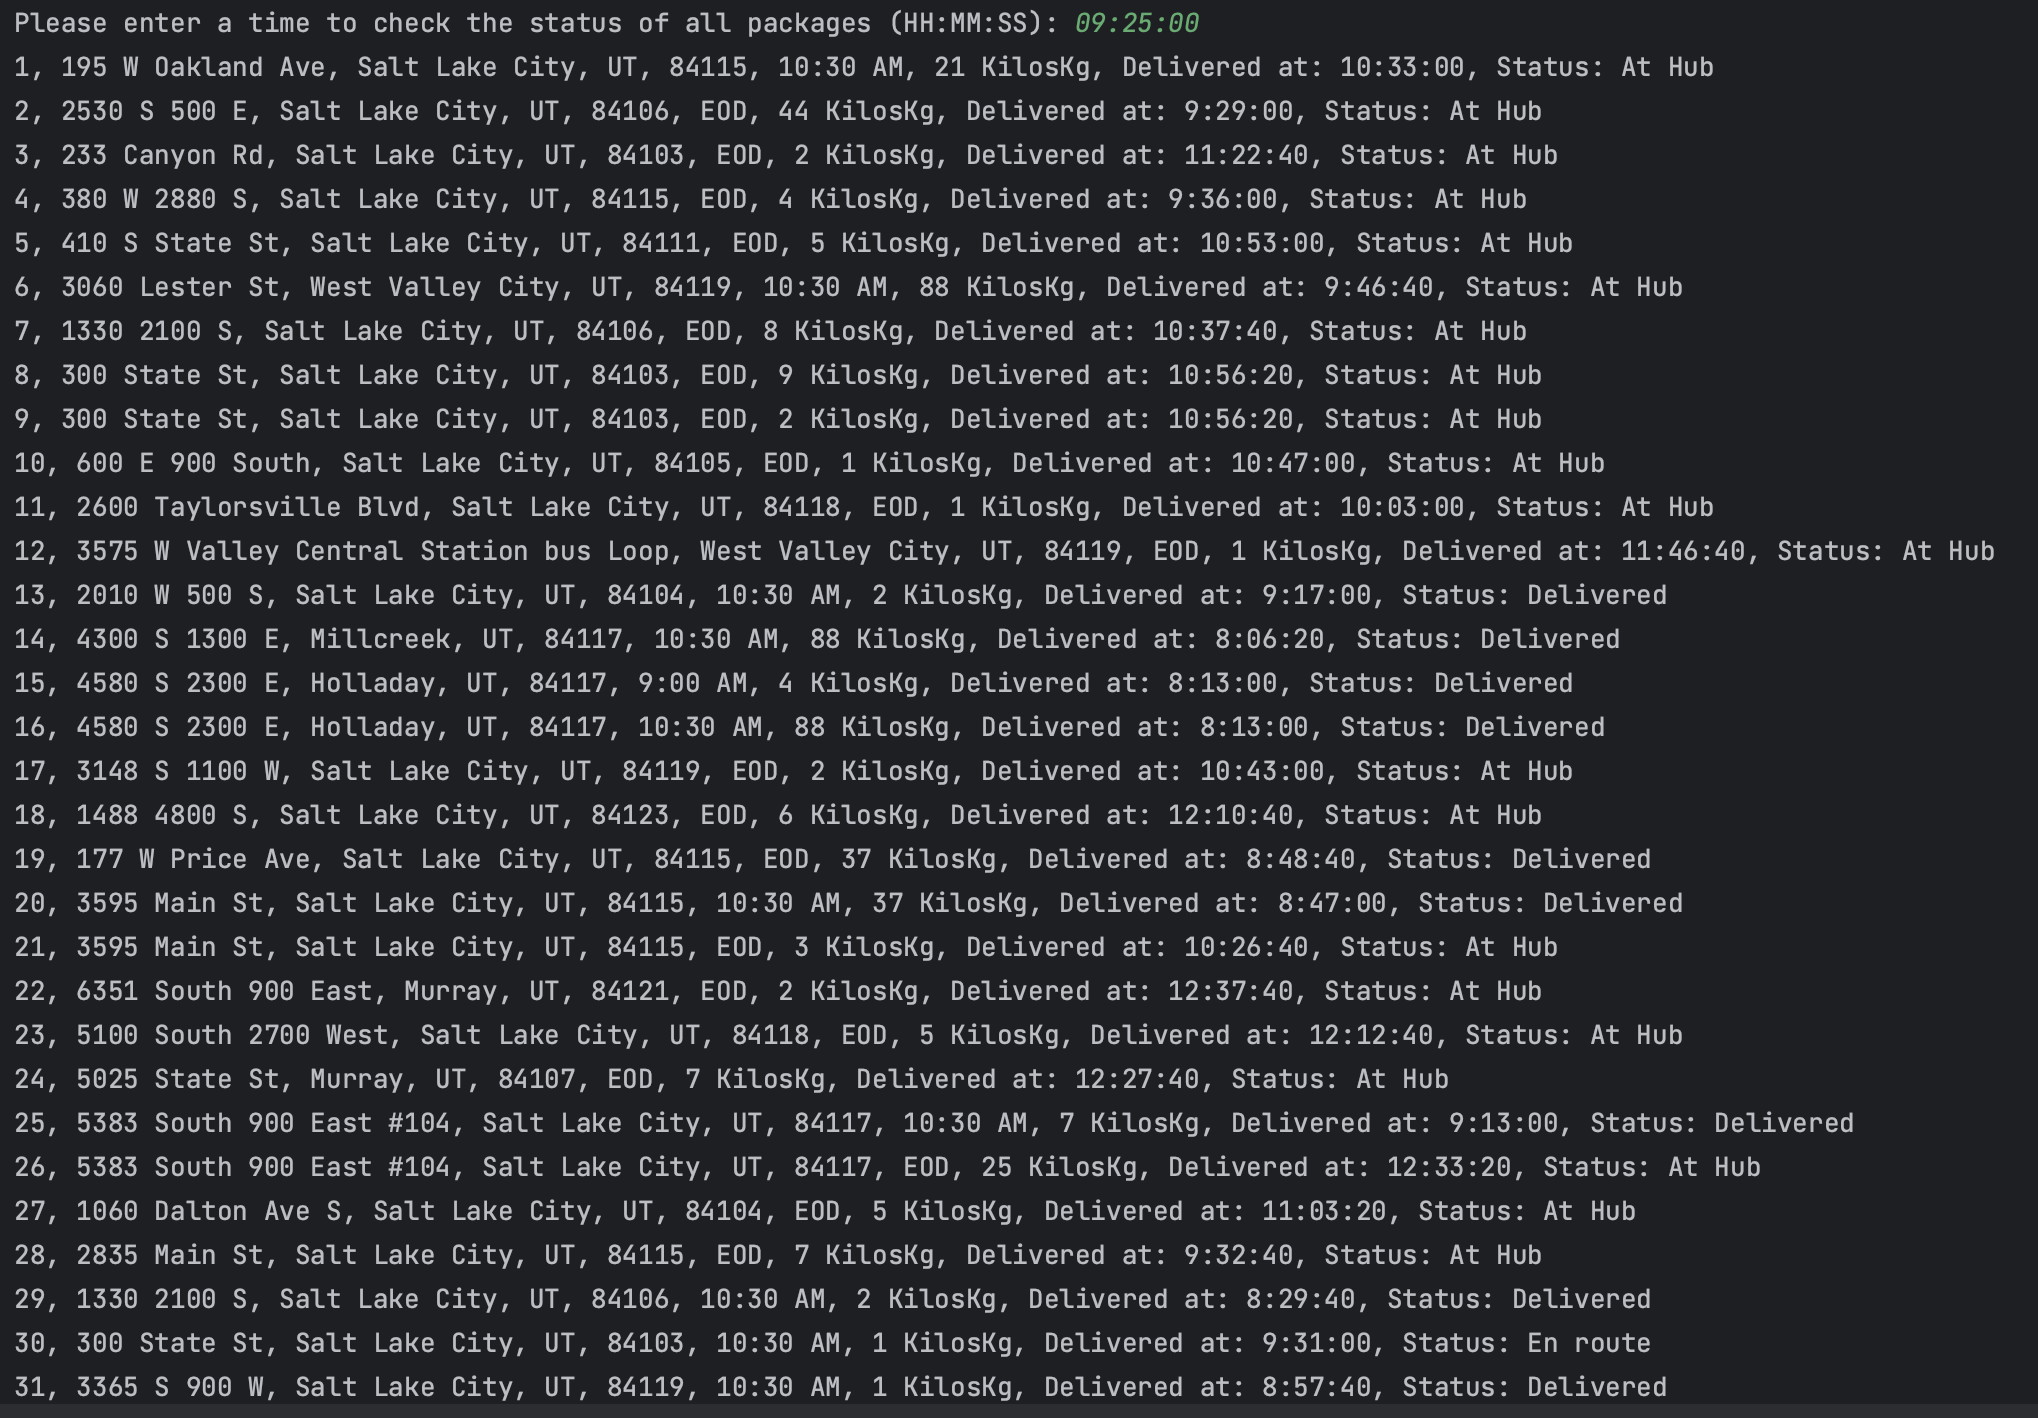 Please enter a time to check the status of all packages (HH:MM:SS): 09:25:00
1, 195 W Oakland Ave, Salt Lake City, UT, 84115, 10:30 AM, 21 KilosKg, Delivered at: 10:33:00, Status: At Hub
2, 2530 S 500 E, Salt Lake City, UT, 84106, EOD, 44 KilosKg, Delivered at: 9:29:00, Status: At Hub
3, 233 Canyon Rd, Salt Lake City, UT, 84103, EOD, 2 KilosKg, Delivered at: 11:22:40, Status: At Hub
4, 380 W 2880 S, Salt Lake City, UT, 84115, EOD, 4 KilosKg, Delivered at: 9:36:00, Status: At Hub
5, 410 S State St, Salt Lake City, UT, 84111, EOD, 5 KilosKg, Delivered at: 10:53:00, Status: At Hub
6, 3060 Lester St, West Valley City, UT, 84119, 10:30 AM, 88 KilosKg, Delivered at: 9:46:40, Status: At Hub
7, 1330 2100 S, Salt Lake City, UT, 84106, EOD, 8 KilosKg, Delivered at: 10:37:40, Status: At Hub
8, 300 State St, Salt Lake City, UT, 84103, EOD, 9 KilosKg, Delivered at: 10:56:20, Status: At Hub
9, 300 State St, Salt Lake City, UT, 84103, EOD, 2 KilosKg, Delivered at: 10:56:20, Status: At Hub
10, 600 E 900 South, Salt Lake City, UT, 84105, EOD, 1 KilosKg, Delivered at: 10:47:00, Status: At Hub
11, 2600 Taylorsville Blvd, Salt Lake City, UT, 84118, EOD, 1 KilosKg, Delivered at: 10:03:00, Status: At Hub
12, 3575 W Valley Central Station bus Loop, West Valley City, UT, 84119, EOD, 1 KilosKg, Delivered at: 11:46:40, Status: At Hub
13, 2010 W 500 S, Salt Lake City, UT, 84104, 10:30 AM, 2 KilosKg, Delivered at: 9:17:00, Status: Delivered
14, 4300 S 1300 E, Millcreek, UT, 84117, 10:30 AM, 88 KilosKg, Delivered at: 8:06:20, Status: Delivered
15, 4580 S 2300 E, Holladay, UT, 84117, 9:00 AM, 4 KilosKg, Delivered at: 8:13:00, Status: Delivered
16, 4580 S 2300 E, Holladay, UT, 84117, 10:30 AM, 88 KilosKg, Delivered at: 8:13:00, Status: Delivered
17, 3148 S 1100 W, Salt Lake City, UT, 84119, EOD, 2 KilosKg, Delivered at: 10:43:00, Status: At Hub
18, 1488 4800 S, Salt Lake City, UT, 84123, EOD, 6 KilosKg, Delivered at: 12:10:40, Status: At Hub
19, 177 W Price Ave, Salt Lake City, UT, 84115, EOD, 37 KilosKg, Delivered at: 8:48:40, Status: Delivered
20, 3595 Main St, Salt Lake City, UT, 84115, 10:30 AM, 37 KilosKg, Delivered at: 8:47:00, Status: Delivered
21, 3595 Main St, Salt Lake City, UT, 84115, EOD, 3 KilosKg, Delivered at: 10:26:40, Status: At Hub
22, 6351 South 900 East, Murray, UT, 84121, EOD, 2 KilosKg, Delivered at: 12:37:40, Status: At Hub
23, 5100 South 2700 West, Salt Lake City, UT, 84118, EOD, 5 KilosKg, Delivered at: 12:12:40, Status: At Hub
24, 5025 State St, Murray, UT, 84107, EOD, 7 KilosKg, Delivered at: 12:27:40, Status: At Hub
25, 5383 South 900 East #104, Salt Lake City, UT, 84117, 10:30 AM, 7 KilosKg, Delivered at: 9:13:00, Status: Delivered
26, 5383 South 900 East #104, Salt Lake City, UT, 84117, EOD, 25 KilosKg, Delivered at: 12:33:20, Status: At Hub
27, 1060 Dalton Ave S, Salt Lake City, UT, 84104, EOD, 5 KilosKg, Delivered at: 11:03:20, Status: At Hub
28, 2835 Main St, Salt Lake City, UT, 84115, EOD, 7 KilosKg, Delivered at: 9:32:40, Status: At Hub
29, 1330 2100 S, Salt Lake City, UT, 84106, 10:30 AM, 2 KilosKg, Delivered at: 8:29:40, Status: Delivered
30, 300 State St, Salt Lake City, UT, 84103, 10:30 AM, 1 KilosKg, Delivered at: 9:31:00, Status: En route
31, 3365 S 900 W, Salt Lake City, UT, 84119, 10:30 AM, 1 KilosKg, Delivered at: 8:57:40, Status: Delivered